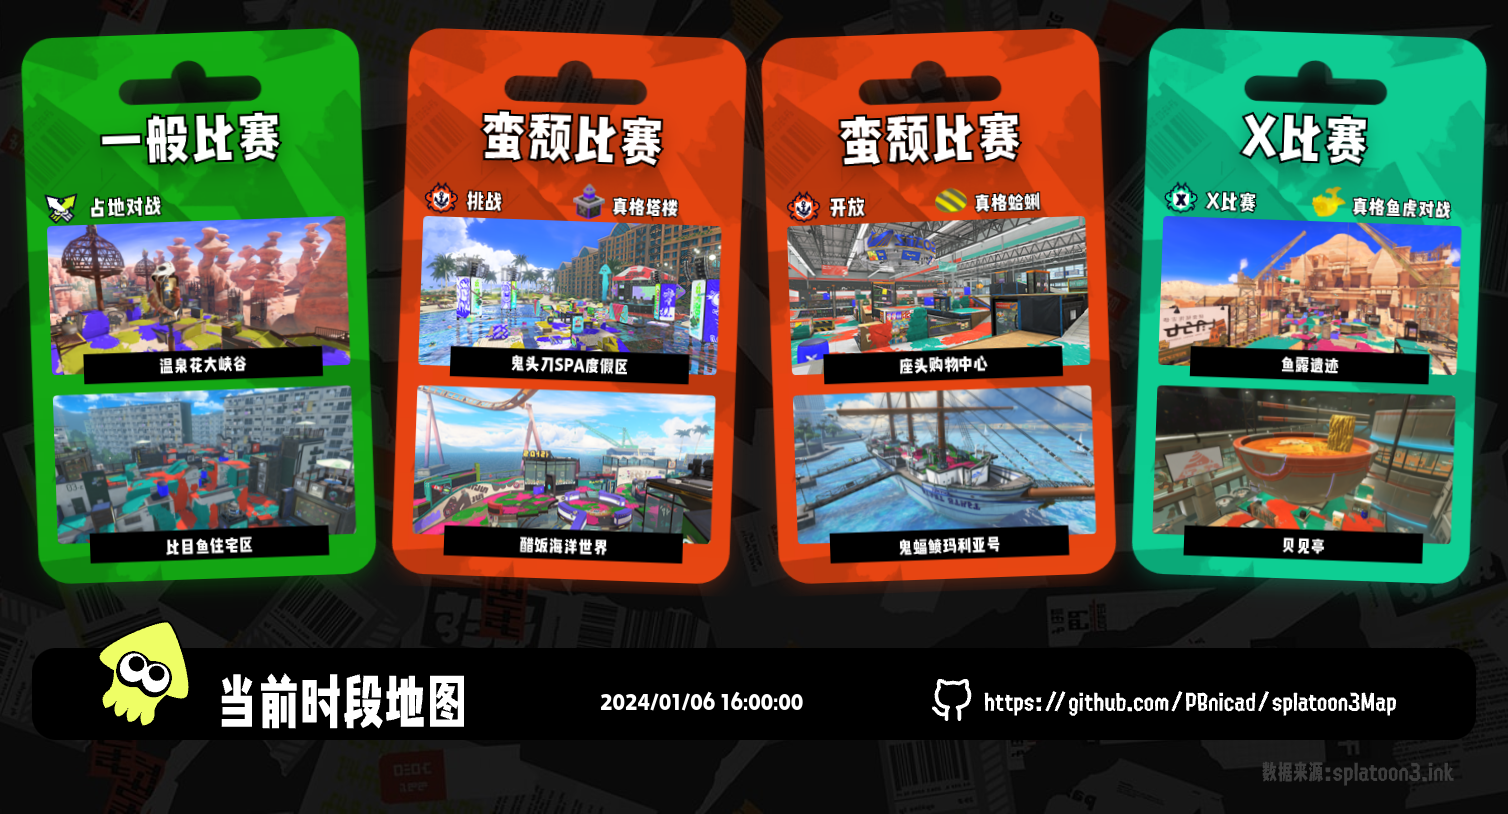 一般比赛
占地对战
温泉花大峡谷
比目鱼住宅区
蛮颓比赛
挑战
真格塔楼
鬼头刀SPA度假区
醋饭海洋世界
蛮颓比赛
开放
真格蛤蜊
座头购物中心
鬼蝠鲼玛利亚号
X比赛
X比赛
真格鱼虎对战
鱼露遗迹
贝见亭
当前时段地图
2024/01/06 16:00:00
https://github.com/PBnicad/splatoon3Map
数据来源:splatoon3.ink